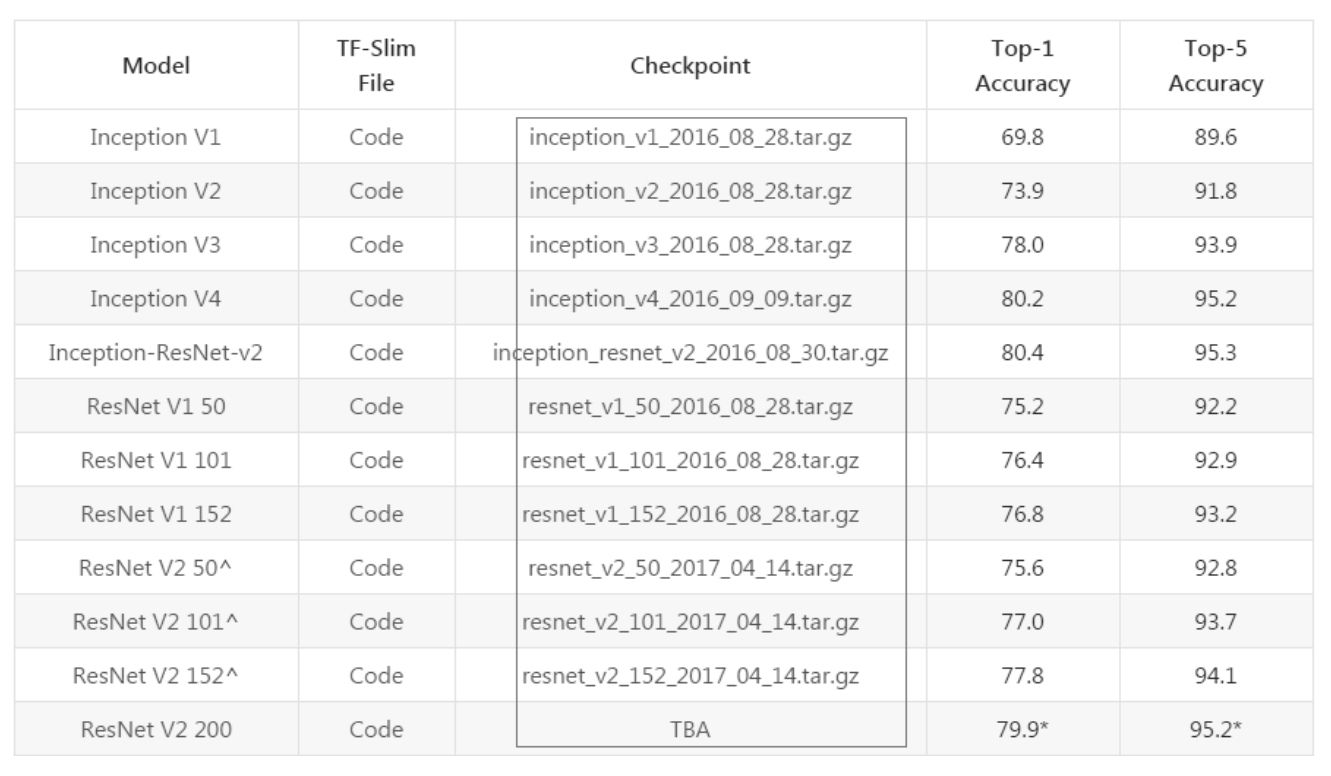 Model TF-Slim File Checkpoint Top-1 Accuracy Top-5 Accuracy
Inception V1 Code inception_v1_2016_08_28.tar.gz 69.8 89.6
Inception V2 Code inception_v2_2016_08_28.tar.gz 73.9 91.8
Inception V3 Code inception_v3_2016_08_28.tar.gz 78.0 93.9
Inception V4 Code inception_v4_2016_09_09.tar.gz 80.2 95.2
Inception-ResNet-v2 Code inception_resnet_v2_2016_08_30.tar.gz 80.4 95.3
ResNet V1 50 Code resnet_v1_50_2016_08_28.tar.gz 75.2 92.2
ResNet V1 101 Code resnet_v1_101_2016_08_28.tar.gz 76.4 92.9
ResNet V1 152 Code resnet_v1_152_2016_08_28.tar.gz 76.8 93.2
ResNet V2 50^ Code resnet_v2_50_2017_04_14.tar.gz 75.6 92.8
ResNet V2 101^ Code resnet_v2_101_2017_04_14.tar.gz 77.0 93.7
ResNet V2 152^ Code resnet_v2_152_2017_04_14.tar.gz 77.8 94.1
ResNet V2 200 Code TBA 79.9* 95.2*